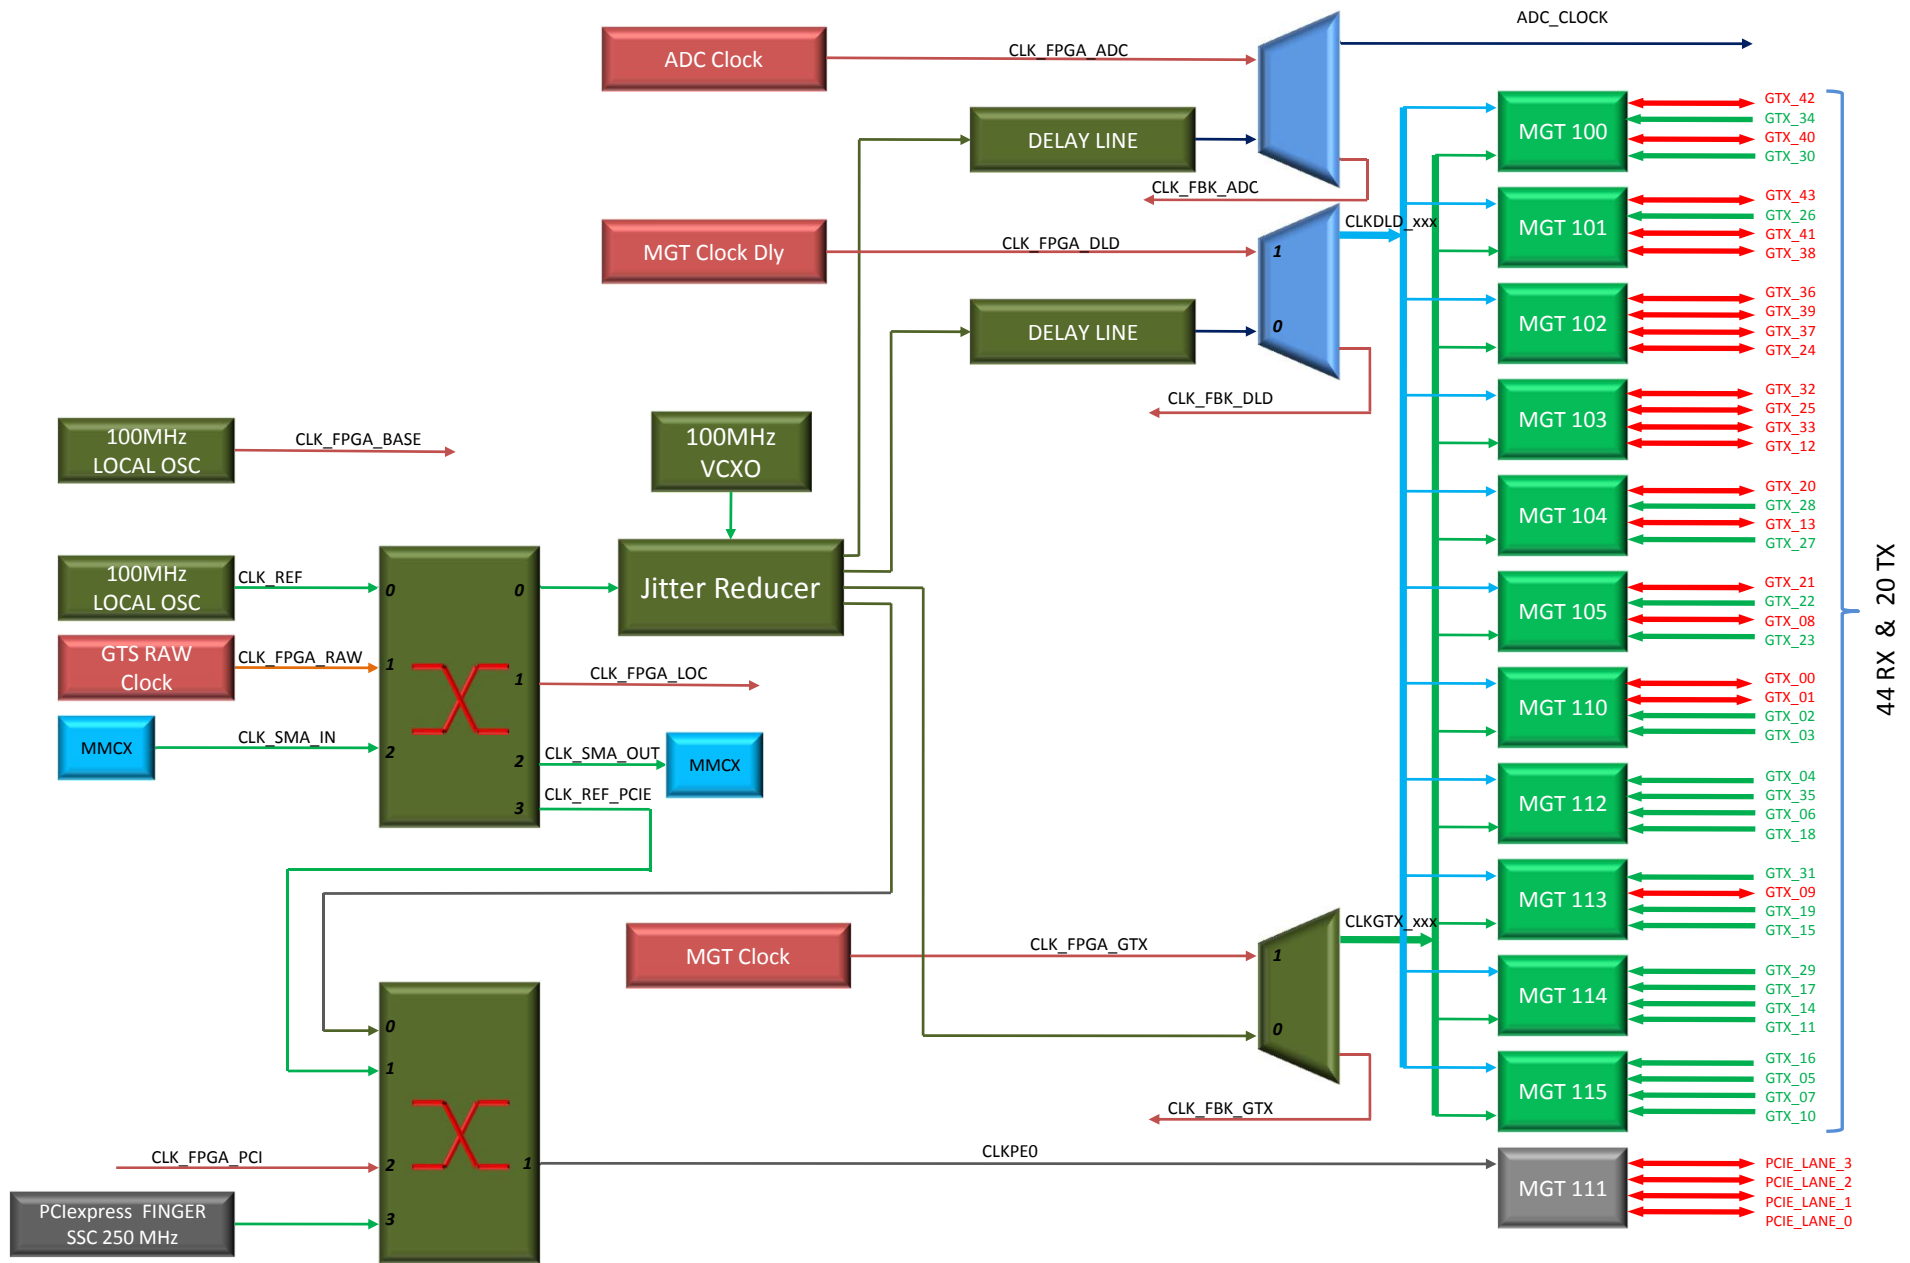 ADC_CLOCK
ADC Clock
CLK_FPGA_ADC
DELAY LINE
CLK_FBK_ADC
MGT Clock Dly
CLK_FPGA_DLD
1
0
DELAY LINE
CLK_FBK_DLD
CLKDLD_xxx
100MHz
LOCAL OSC
CLK_FPGA_BASE
100MHz
VCXO
100MHz
LOCAL OSC
CLK_REF
GTS RAW
Clock
CLK_FPGA_RAW
MMCX
CLK_SMA_IN
0
1
2
0
1
2
3
Jitter Reducer
CLK_FPGA_LOC
CLK_SMA_OUT
MMCX
CLK_REF_PCIE
MGT Clock
CLK_FPGA_GTX
1
0
CLKGTX_xxx
CLK_FBK_GTX
CLK_FPGA_PCI
PCIexpress FINGER
SSC 250 MHz
0
1
2
3
1
CLKPE0
MGT 100
GTX_42
GTX_34
GTX_40
GTX_30
MGT 101
GTX_43
GTX_26
GTX_41
GTX_38
MGT 102
GTX_36
GTX_39
GTX_37
GTX_24
MGT 103
GTX_32
GTX_25
GTX_33
GTX_12
MGT 104
GTX_20
GTX_28
GTX_13
GTX_27
MGT 105
GTX_21
GTX_22
GTX_08
GTX_23
MGT 110
GTX_00
GTX_01
GTX_02
GTX_03
MGT 112
GTX_04
GTX_35
GTX_06
GTX_18
MGT 113
GTX_31
GTX_09
GTX_19
GTX_15
MGT 114
GTX_29
GTX_17
GTX_14
GTX_11
MGT 115
GTX_16
GTX_05
GTX_07
GTX_10
MGT 111
PCIE_LANE_3
PCIE_LANE_2
PCIE_LANE_1
PCIE_LANE_0
44 RX & 20 TX